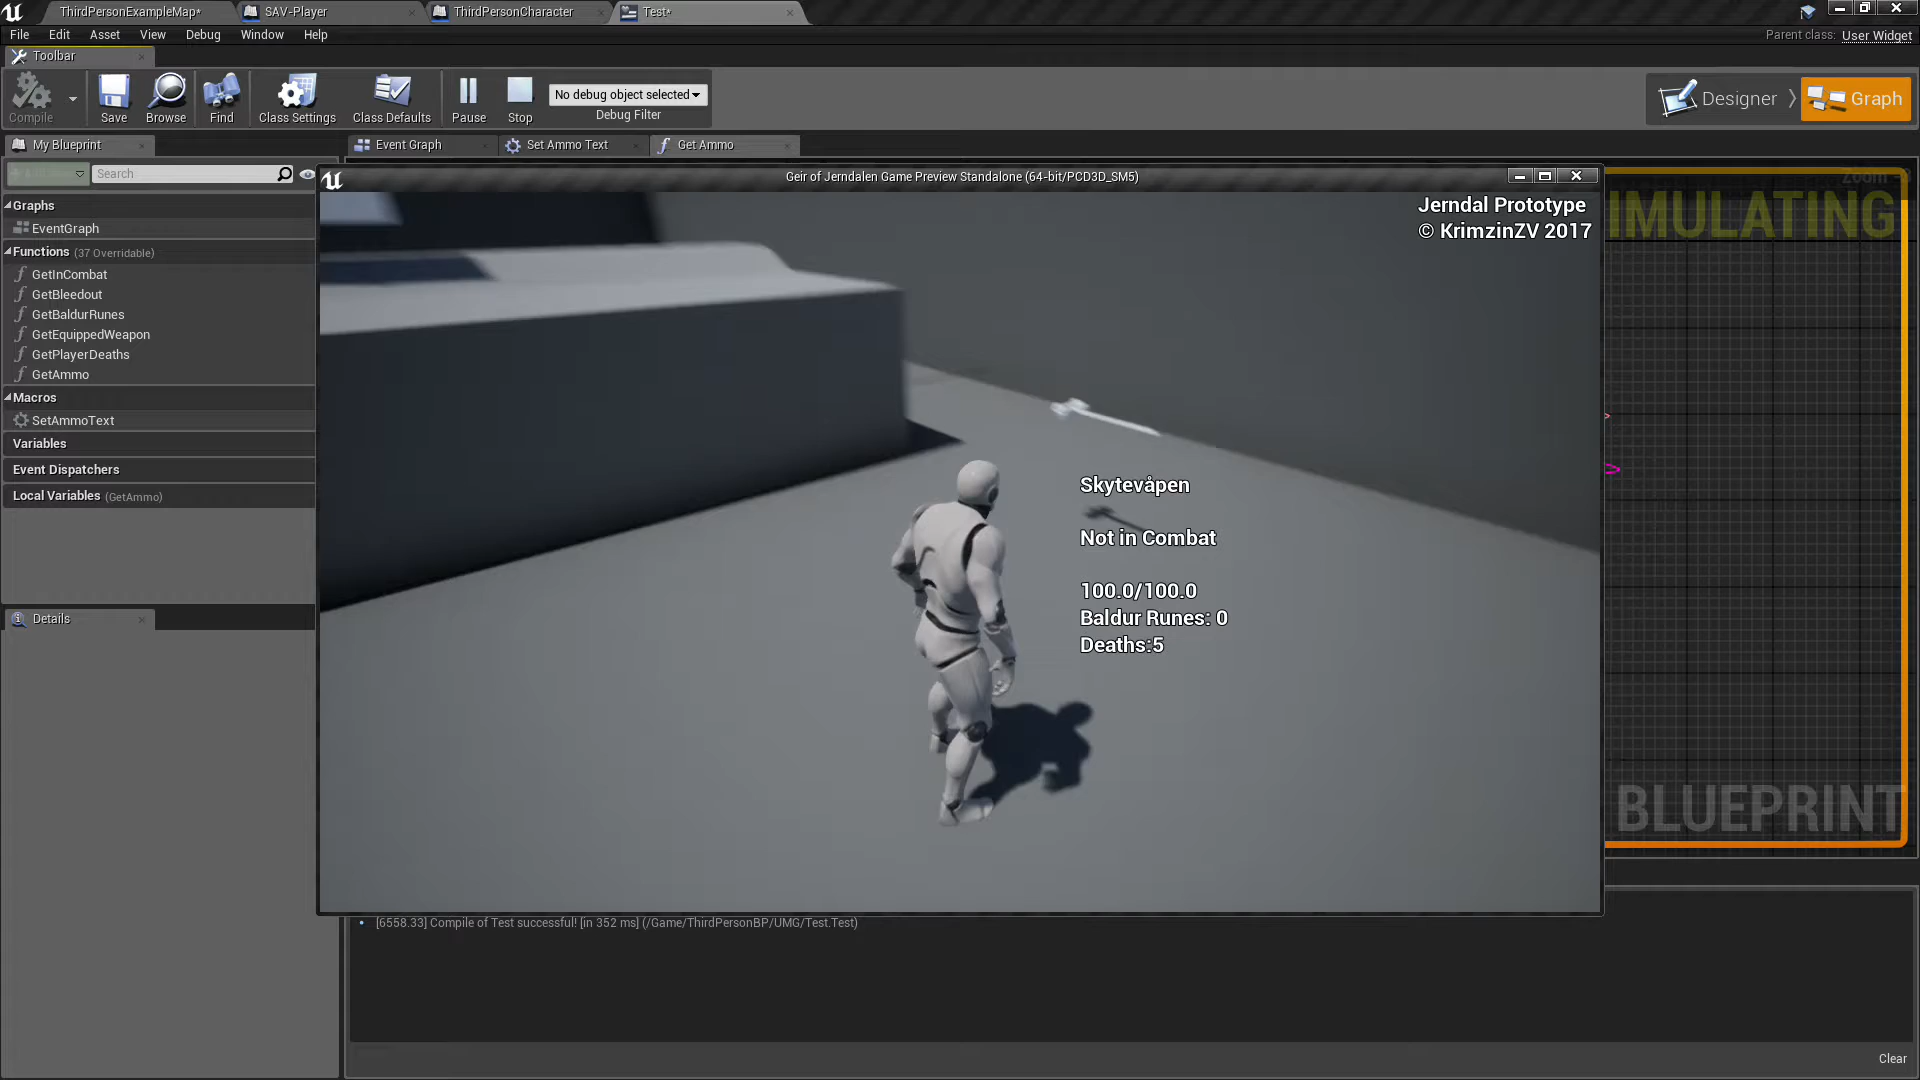 ThirdPersonExampleMap*
SAV-Player
ThirdPersonCharacter
Test*
File Edit Asset View Debug Window Help
Parent class: User Widget
Toolbar
Compile
Save
Browse
Find
Class Settings
Class Defaults
Pause
Stop
No debug object selected
Debug Filter
Designer
Graph
My Blueprint
Event Graph
Set Ammo Text
Get Ammo
Search
Geir of Jerndalen Game Preview Standalone (64-bit/PCD3D_SM5)
Zoom -3
Jerndal Prototype
© KrimzinZV 2017
IMULATING
Graphs
EventGraph
Functions (37 Overridable)
GetInCombat
GetBleedout
GetBaldurRunes
GetEquippedWeapon
GetPlayerDeaths
GetAmmo
Macros
SetAmmoText
Variables
Event Dispatchers
Local Variables (GetAmmo)
Skytevåpen
Not in Combat
100.0/100.0
Baldur Runes: 0
Deaths:5
Details
BLUEPRINT
[6558.33] Compile of Test successful! [in 352 ms] (/Game/ThirdPersonBP/UMG/Test.Test)
Clear